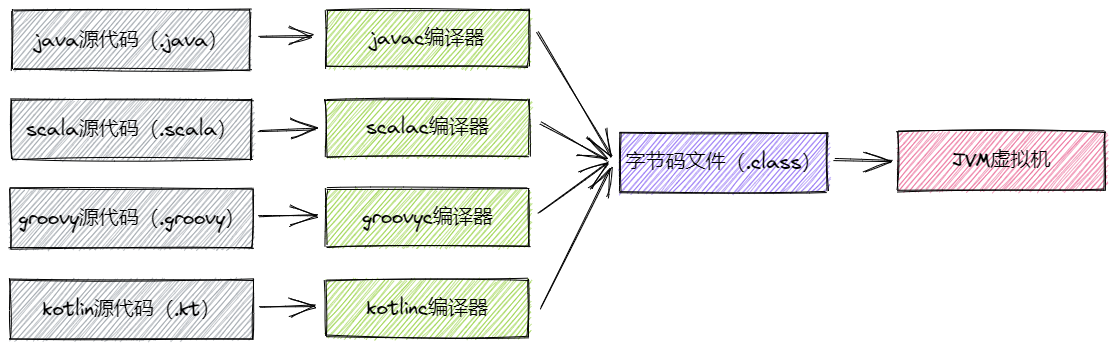 java源代码（.java）
javac编译器
scala源代码（.scala）
scalac编译器
字节码文件（.class）
JVM虚拟机
groovy源代码（.groovy）
groovyc编译器
kotlin源代码（.kt）
kotlinc编译器